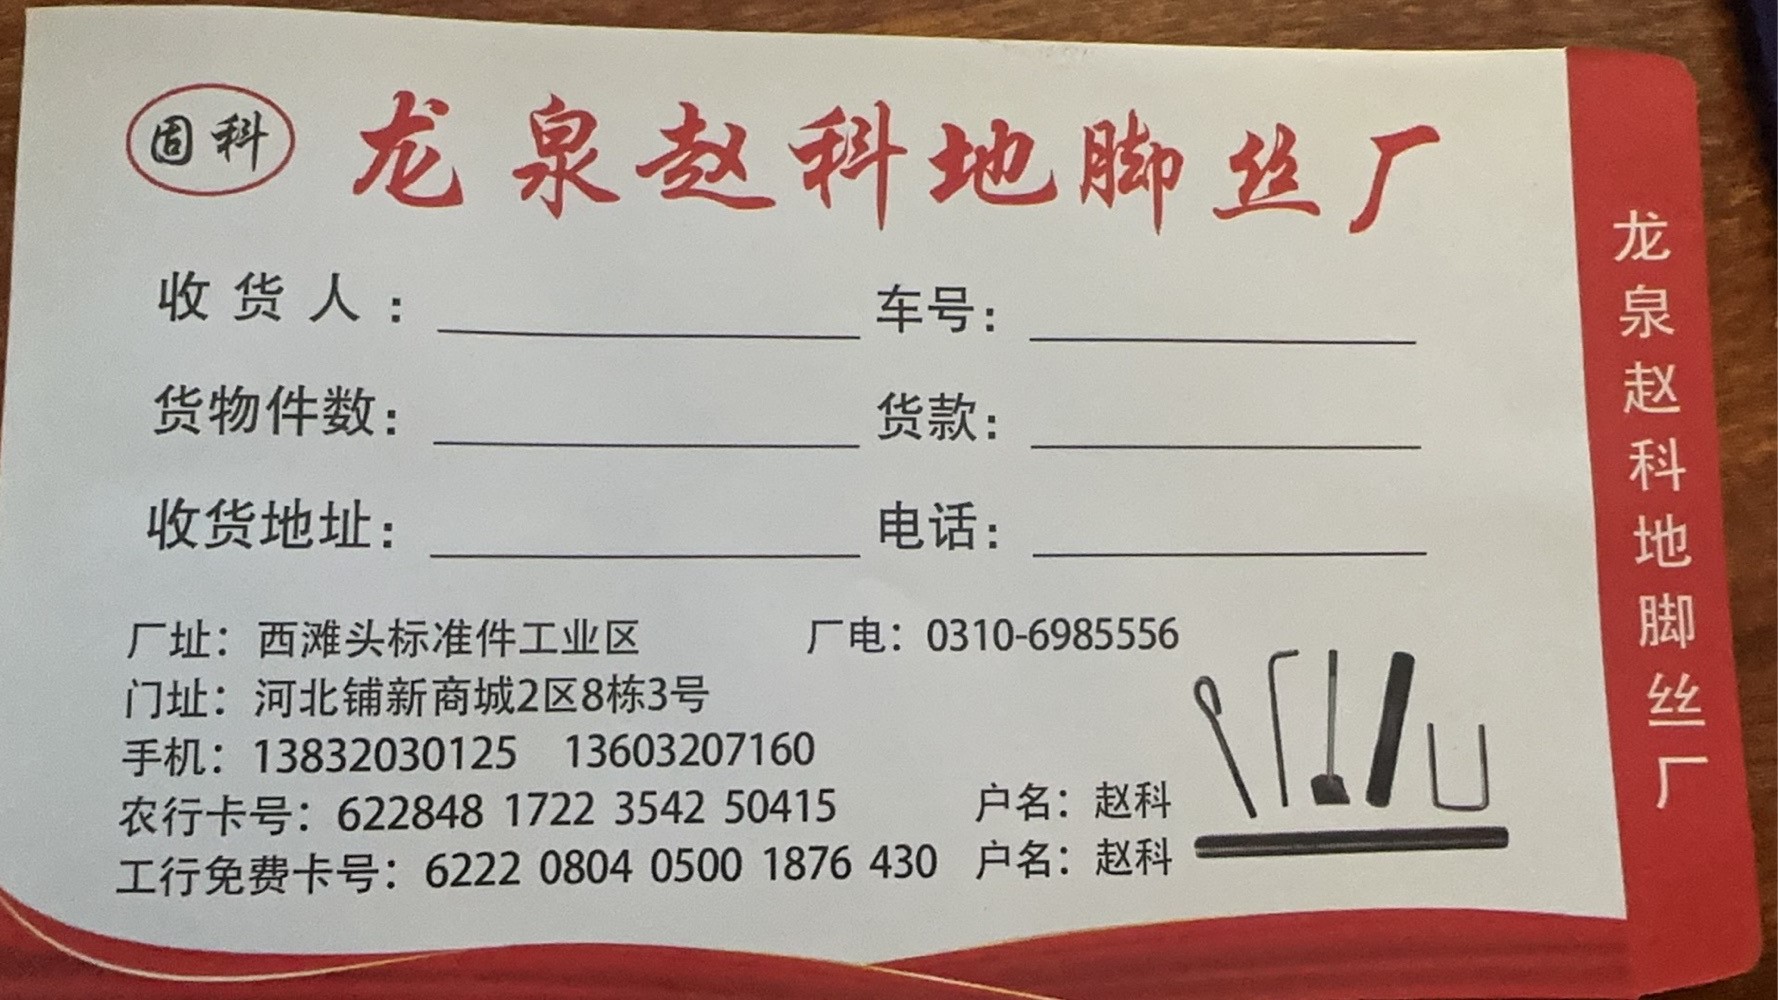 固科
龙泉赵科地脚丝厂
收货人：
车号：
货物件数：
货款：
收货地址：
电话：
厂址：西滩头标准件工业区
厂电：0310-6985556
门址：河北铺新商城2区8栋3号
手机：13832030125 13603207160
农行卡号：622848 1722 3542 50415 户名：赵科
工行免费卡号：6222 0804 0500 1876 430 户名：赵科
龙泉赵科地脚丝厂